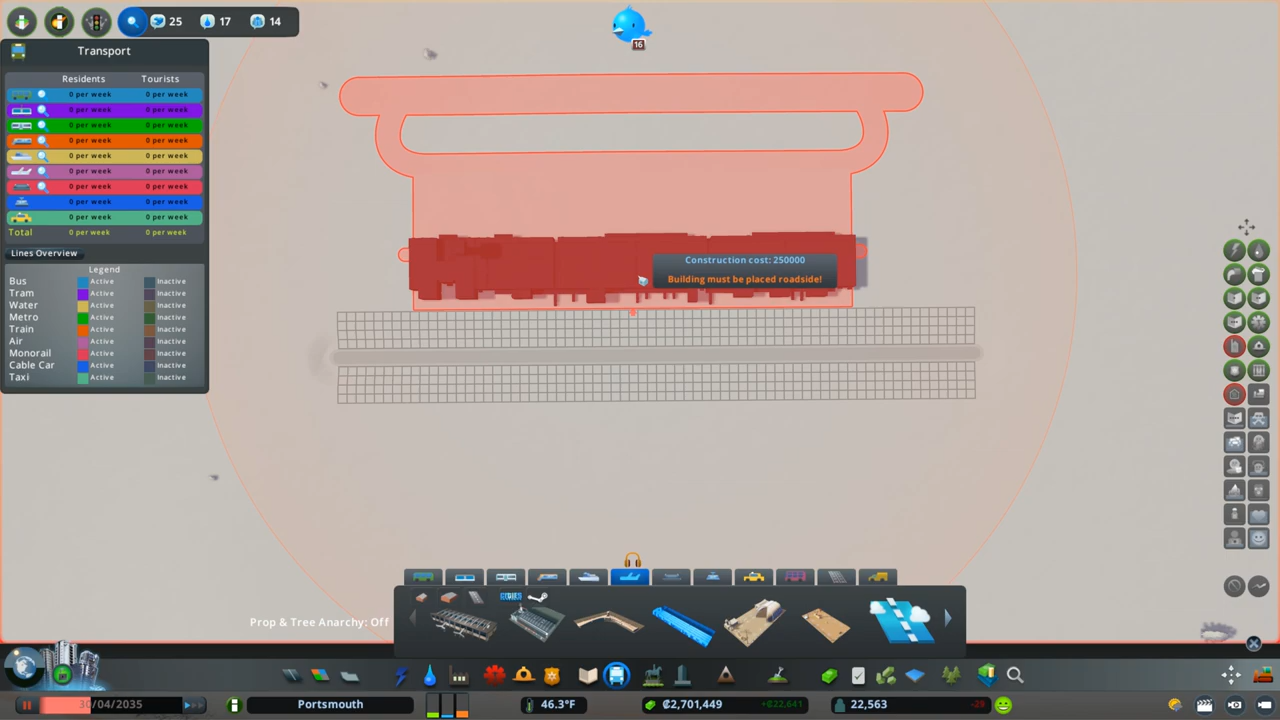 25
17
14
16
Transport
Residents Tourists
0 per week 0 per week
0 per week 0 per week
0 per week 0 per week
0 per week 0 per week
0 per week 0 per week
0 per week 0 per week
0 per week 0 per week
0 per week 0 per week
0 per week 0 per week
Total 0 per week 0 per week
Lines Overview
Legend
Bus Active Inactive
Tram Active Inactive
Water Active Inactive
Metro Active Inactive
Train Active Inactive
Air Active Inactive
Monorail Active Inactive
Cable Car Active Inactive
Taxi Active Inactive
Construction cost: 250000
Building must be placed roadside!
Prop & Tree Anarchy: Off
30/04/2035
Portsmouth
46.3°F
₡2,701,449
+₡22,641
22,563
-29